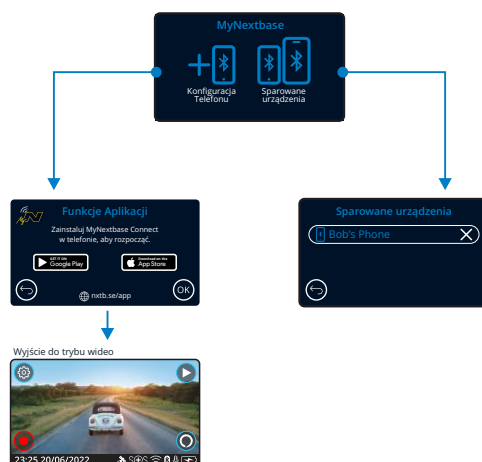 MyNextbase
Konfiguracja
Telefonu
Sparowane
urządzenia
Funkcje Aplikacji
Zainstaluj MyNextbase Connect
w telefonie, aby rozpocząć.
GET IT ON
Google Play
Download on the
App Store
nxtb.se/app
OK
Sparowane urządzenia
Bob's Phone
Wyjście do trybu wideo
23:25 20/06/2022
SOS